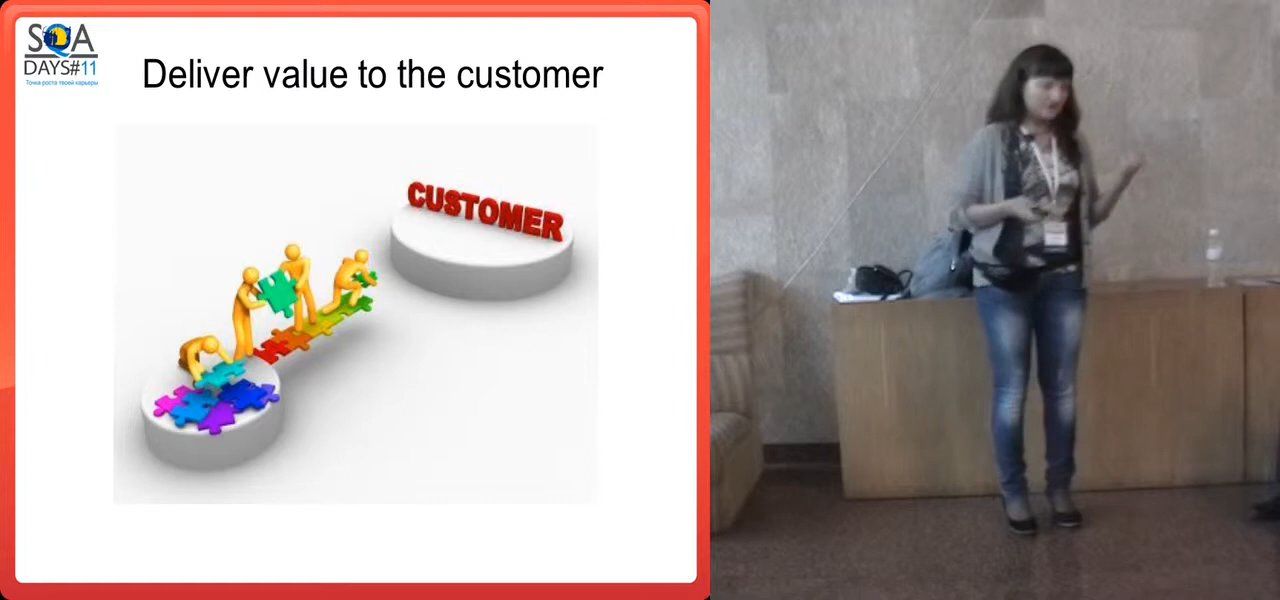 SQA
DAYS#11
Точка роста твоей карьеры
Deliver value to the customer
CUSTOMER